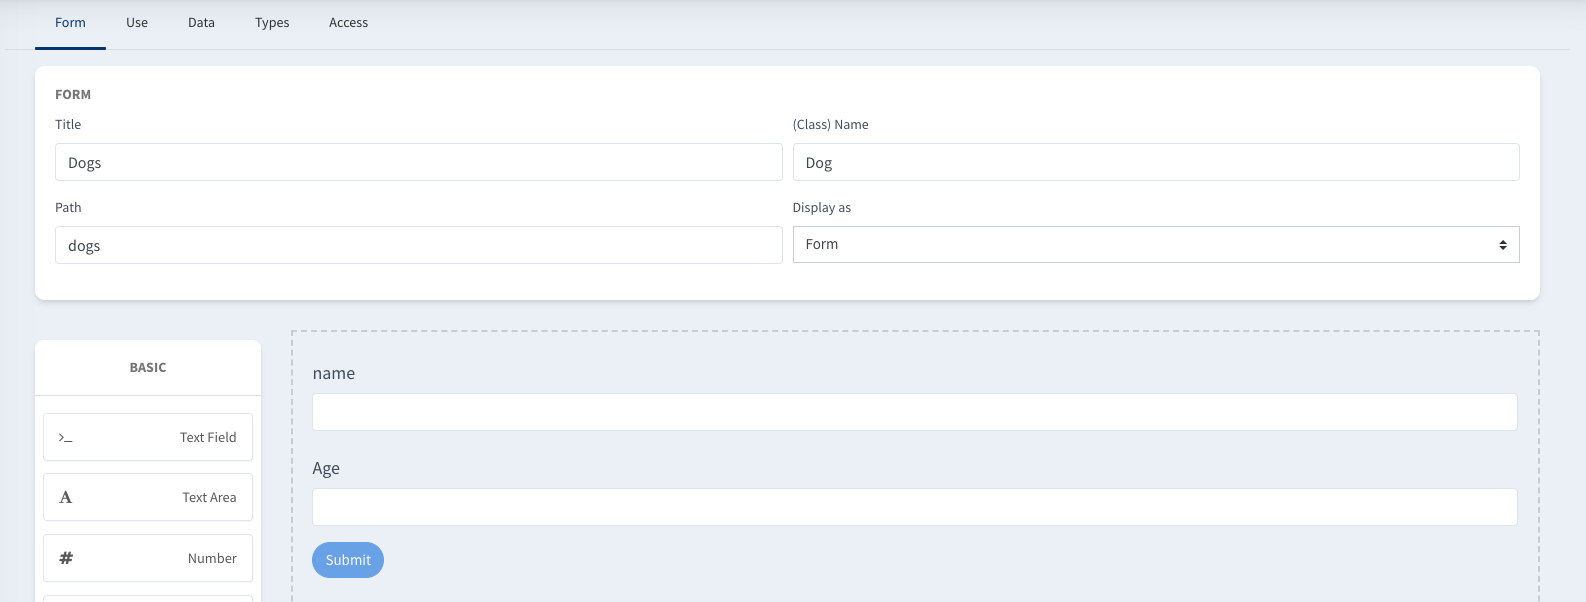 Form Use Data Types Access
FORM
Title (Class) Name
Dogs Dog
Path Display as
dogs Form
BASIC
>_ Text Field
A Text Area
# Number
name
Age
Submit